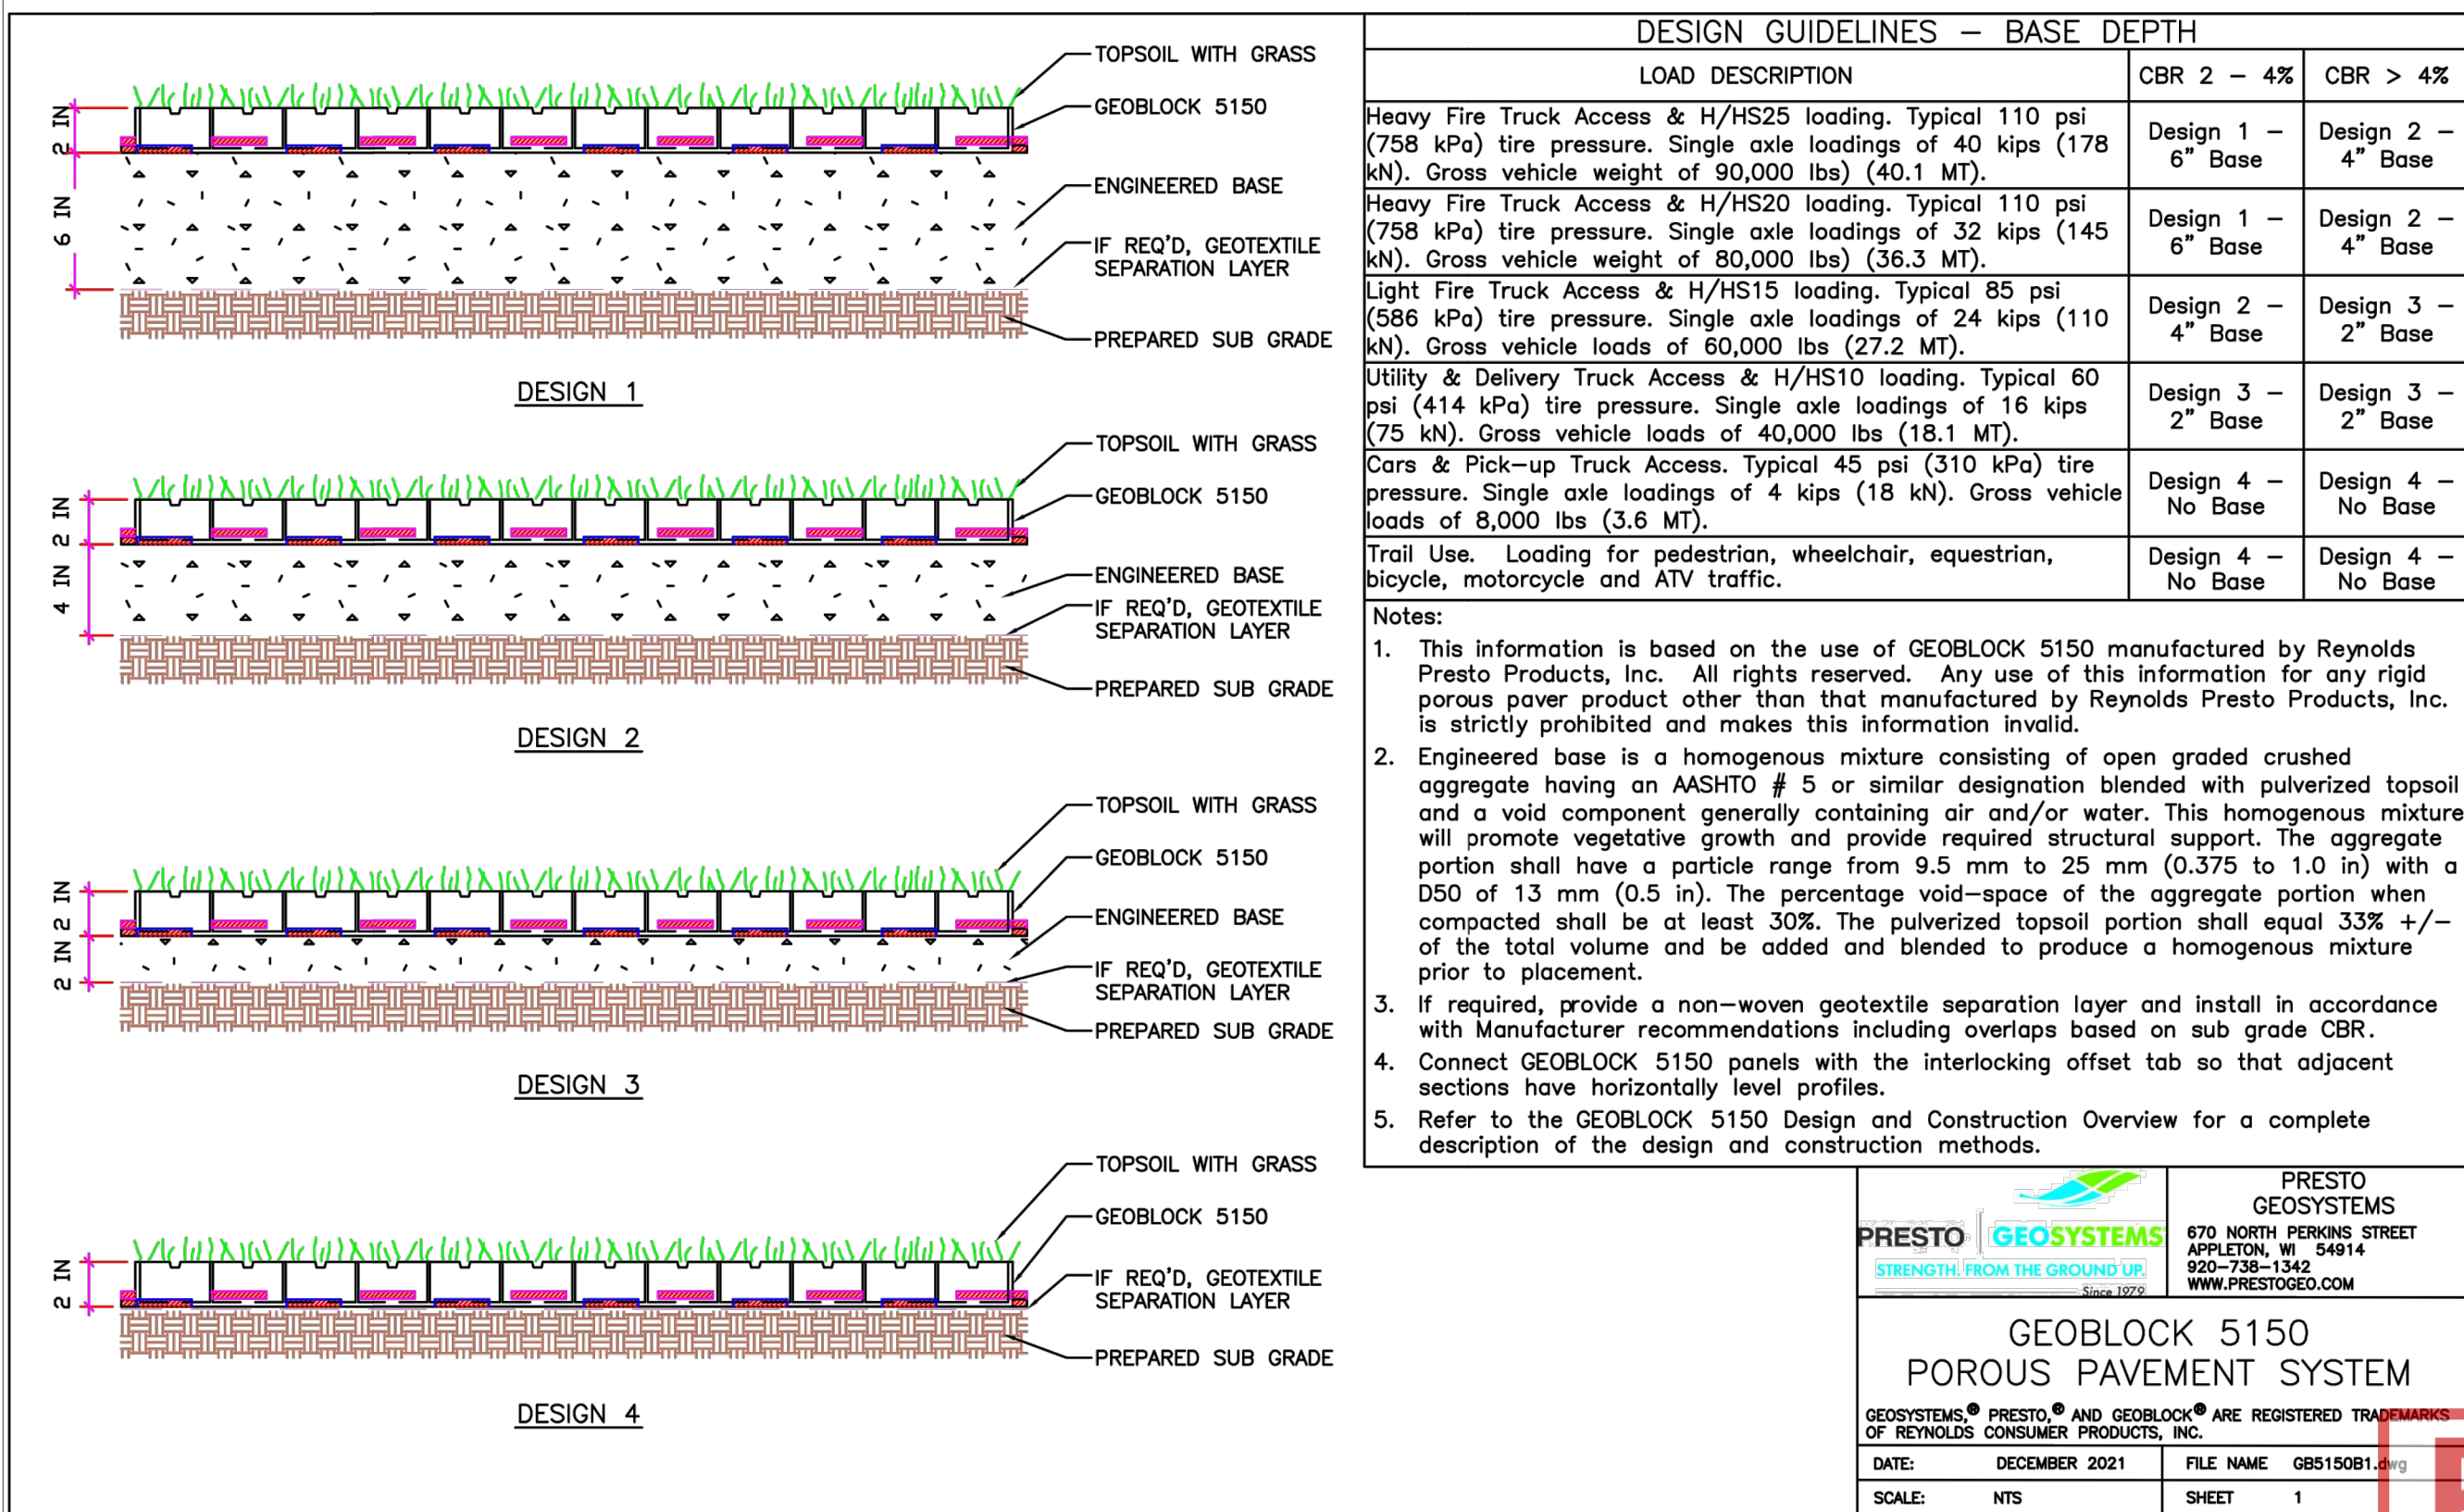 TOPSOIL WITH GRASS
GEOBLOCK 5150
ENGINEERED BASE
IF REQ'D, GEOTEXTILE
SEPARATION LAYER
PREPARED SUB GRADE
2 IN
6 IN
DESIGN 1
TOPSOIL WITH GRASS
GEOBLOCK 5150
ENGINEERED BASE
IF REQ'D, GEOTEXTILE
SEPARATION LAYER
PREPARED SUB GRADE
2 IN
4 IN
DESIGN 2
TOPSOIL WITH GRASS
GEOBLOCK 5150
ENGINEERED BASE
IF REQ'D, GEOTEXTILE
SEPARATION LAYER
PREPARED SUB GRADE
2 IN
2 IN
DESIGN 3
TOPSOIL WITH GRASS
GEOBLOCK 5150
IF REQ'D, GEOTEXTILE
SEPARATION LAYER
PREPARED SUB GRADE
2 IN
DESIGN 4
DESIGN GUIDELINES – BASE DEPTH
LOAD DESCRIPTION
CBR 2 – 4%
CBR > 4%
Heavy Fire Truck Access & H/HS25 loading. Typical 110 psi
(758 kPa) tire pressure. Single axle loadings of 40 kips (178
kN). Gross vehicle weight of 90,000 lbs) (40.1 MT).
Design 1 –
6" Base
Design 2 –
4" Base
Heavy Fire Truck Access & H/HS20 loading. Typical 110 psi
(758 kPa) tire pressure. Single axle loadings of 32 kips (145
kN). Gross vehicle weight of 80,000 lbs) (36.3 MT).
Design 1 –
6" Base
Design 2 –
4" Base
Light Fire Truck Access & H/HS15 loading. Typical 85 psi
(586 kPa) tire pressure. Single axle loadings of 24 kips (110
kN). Gross vehicle loads of 60,000 lbs (27.2 MT).
Design 2 –
4" Base
Design 3 –
2" Base
Utility & Delivery Truck Access & H/HS10 loading. Typical 60
psi (414 kPa) tire pressure. Single axle loadings of 16 kips
(75 kN). Gross vehicle loads of 40,000 lbs (18.1 MT).
Design 3 –
2" Base
Design 3 –
2" Base
Cars & Pick–up Truck Access. Typical 45 psi (310 kPa) tire
pressure. Single axle loadings of 4 kips (18 kN). Gross vehicle
loads of 8,000 lbs (3.6 MT).
Design 4 –
No Base
Design 4 –
No Base
Trail Use. Loading for pedestrian, wheelchair, equestrian,
bicycle, motorcycle and ATV traffic.
Design 4 –
No Base
Design 4 –
No Base
Notes:
1. This information is based on the use of GEOBLOCK 5150 manufactured by Reynolds
Presto Products, Inc. All rights reserved. Any use of this information for any rigid
porous paver product other than that manufactured by Reynolds Presto Products, Inc.
is strictly prohibited and makes this information invalid.
2. Engineered base is a homogenous mixture consisting of open graded crushed
aggregate having an AASHTO # 5 or similar designation blended with pulverized topsoil
and a void component generally containing air and/or water. This homogenous mixture
will promote vegetative growth and provide required structural support. The aggregate
portion shall have a particle range from 9.5 mm to 25 mm (0.375 to 1.0 in) with a
D50 of 13 mm (0.5 in). The percentage void–space of the aggregate portion when
compacted shall be at least 30%. The pulverized topsoil portion shall equal 33% +/–
of the total volume and be added and blended to produce a homogenous mixture
prior to placement.
3. If required, provide a non–woven geotextile separation layer and install in accordance
with Manufacturer recommendations including overlaps based on sub grade CBR.
4. Connect GEOBLOCK 5150 panels with the interlocking offset tab so that adjacent
sections have horizontally level profiles.
5. Refer to the GEOBLOCK 5150 Design and Construction Overview for a complete
description of the design and construction methods.
PRESTO GEOSYSTEMS
STRENGTH. FROM THE GROUND UP.
Since 1979
PRESTO
GEOSYSTEMS
670 NORTH PERKINS STREET
APPLETON, WI 54914
920–738–1342
WWW.PRESTOGEO.COM
GEOBLOCK 5150
POROUS PAVEMENT SYSTEM
GEOSYSTEMS,® PRESTO,® AND GEOBLOCK® ARE REGISTERED TRADEMARKS
OF REYNOLDS CONSUMER PRODUCTS, INC.
DATE: DECEMBER 2021
FILE NAME GB5150B1.dwg
SCALE: NTS
SHEET 1